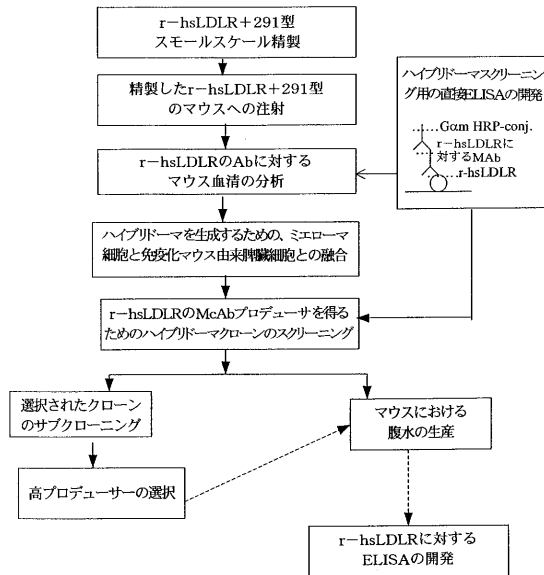 r－hsLDLR＋291型
スモールスケール精製
精製したr－hsLDLR＋291型
のマウスへの注射
r－hsLDLRのAbに対する
マウス血清の分析
ハイブリドーマスクリーニン
グ用の直接ELISAの開発
Gαm HRP-conj.
r－hsLDLRに
対するMAb
r-hsLDLR
ハイブリドーマを生成するための、ミエローマ
細胞と免疫化マウス由来脾臓細胞との融合
r－hsLDLRのMcAbプロデューサを得る
ためのハイブリドーマクローンのスクリーニング
選択されたクローン
のサブクローニング
マウスにおける
腹水の生産
高プロデューサーの選択
r－hsLDLRに対する
ELISAの開発